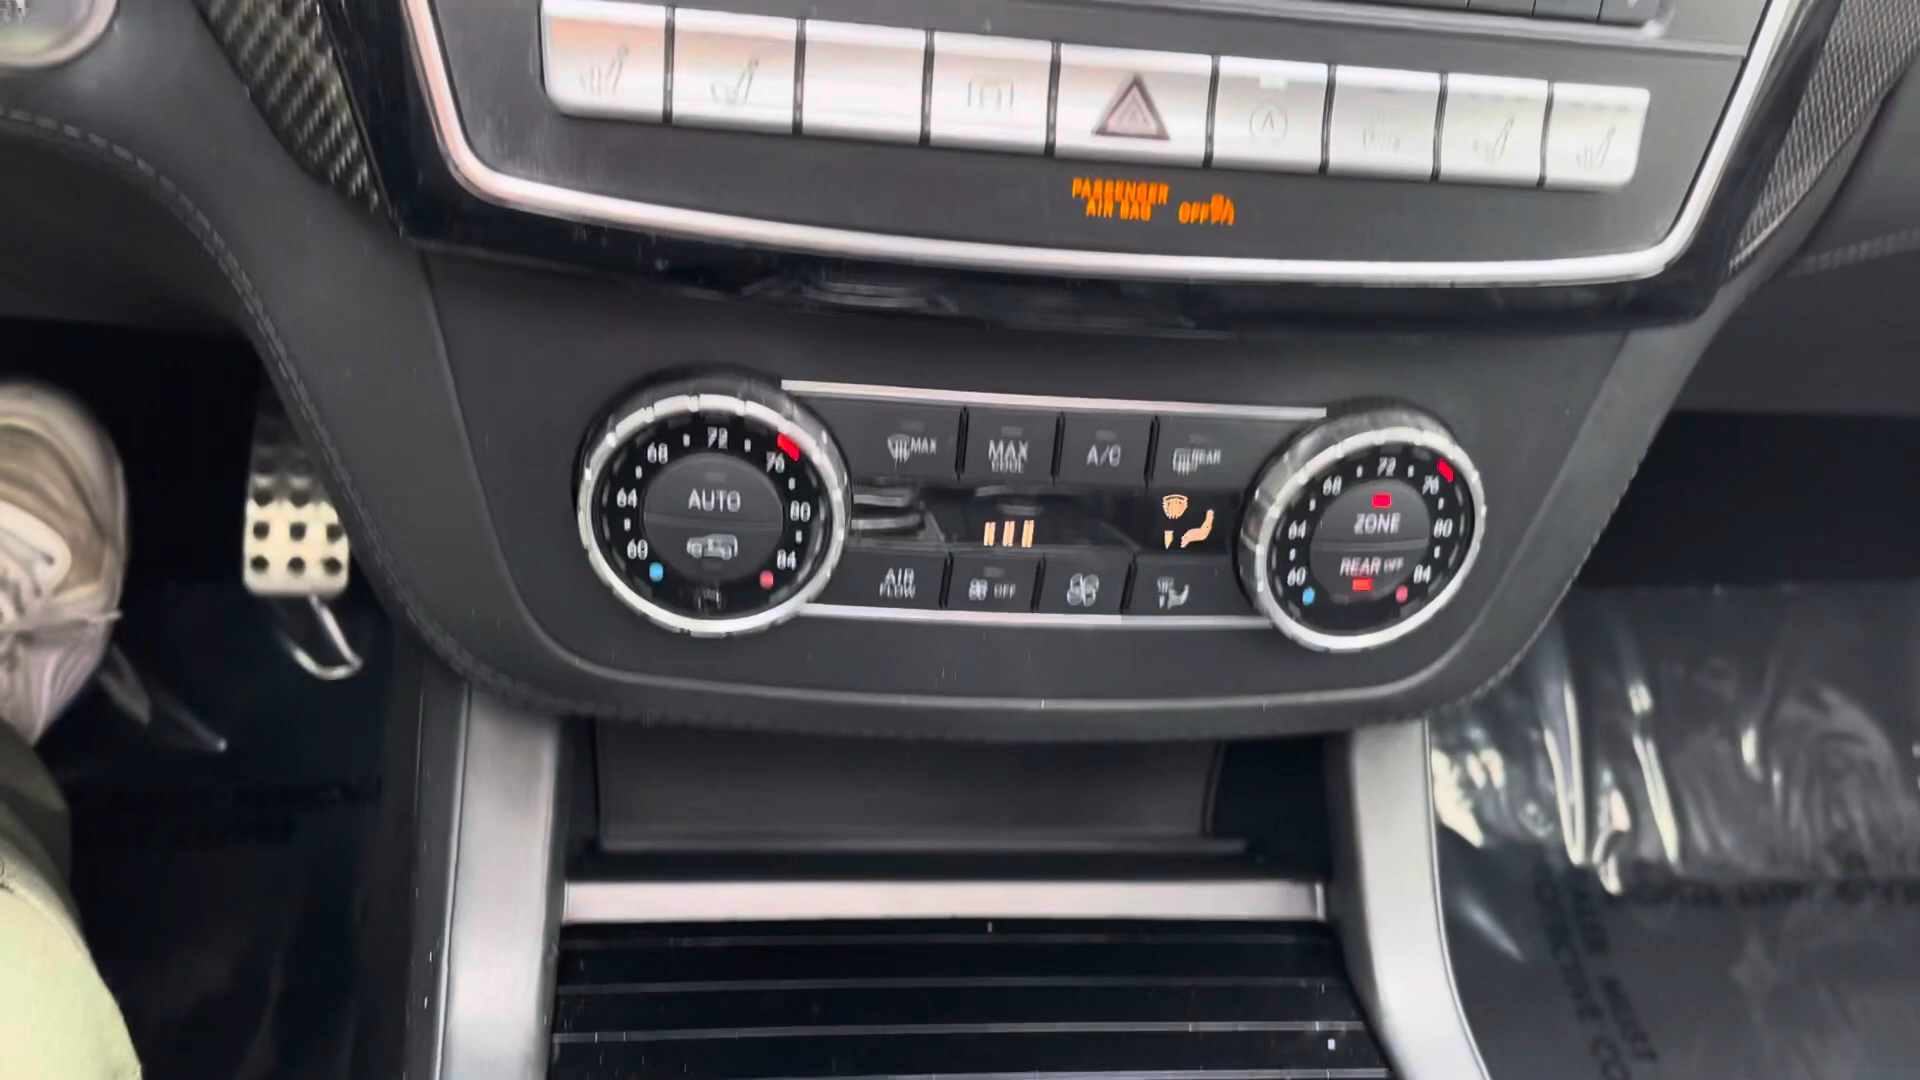 PASSENGER
AIR BAG OFF
60 64 68 72 76 80 84
AUTO
MAX
MAX
COOL
A/C
REAR
AIR
FLOW
OFF
60 64 68 72 76 80 84
ZONE
REAR OFF